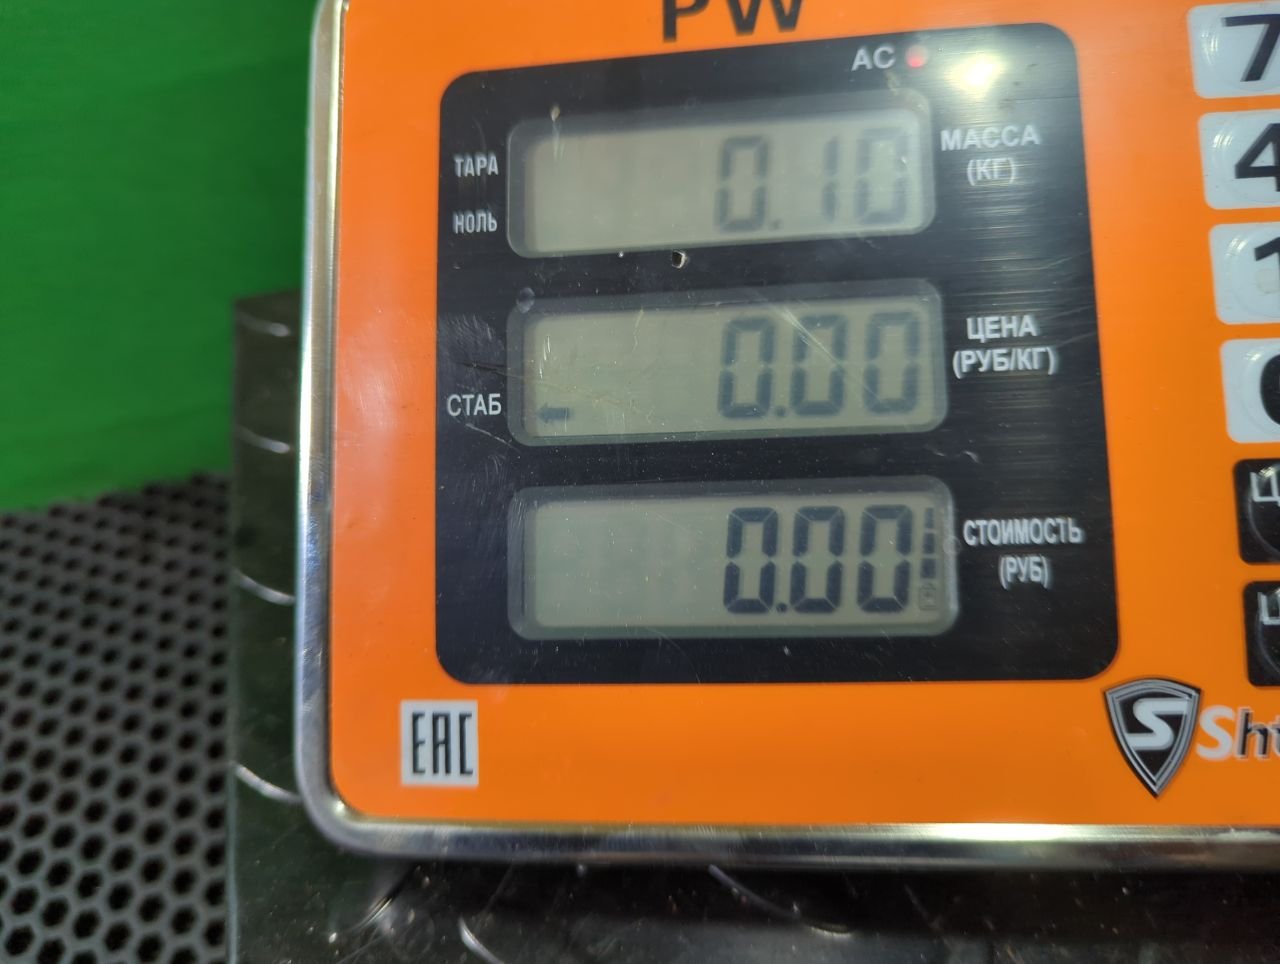 PW
AC
ТАРА
НОЛЬ
0.10
МАССА
(КГ)
СТАБ
0.00
ЦЕНА
(РУБ/КГ)
0.00
СТОИМОСТЬ
(РУБ)
7
4
1
EAC
S